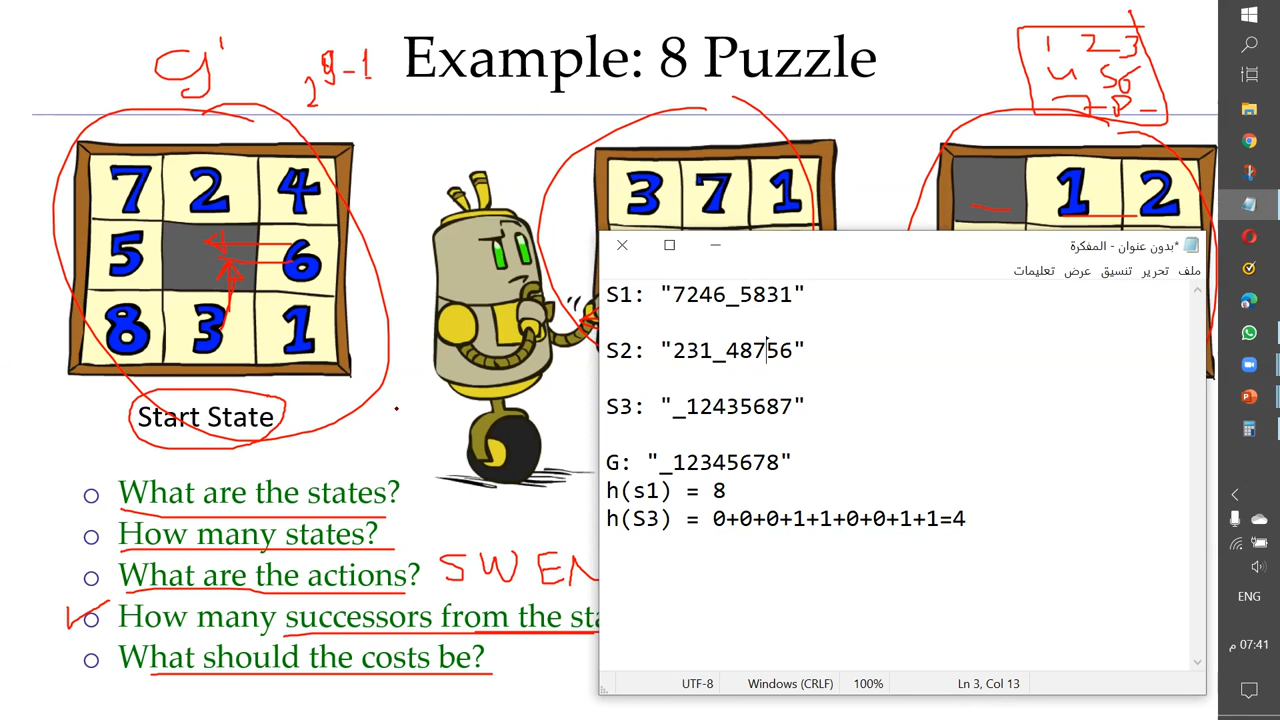 Example: 8 Puzzle
g'
2^9-1
1 2 3
4 5 6
7 8 -
7 2 4
5 6
8 3 1
3 7 1
1 2
Start State
What are the states?
How many states?
What are the actions?
SWEN
How many successors from the sta
What should the costs be?
*بدون عنوان - المفكرة
ملف تحرير تنسيق عرض تعليمات
S1: "7246_5831"
S2: "231_48756"
S3: "_12435687"
G: "_12345678"
h(s1) = 8
h(S3) = 0+0+0+1+1+0+0+1+1=4
UTF-8 Windows (CRLF) 100% Ln 3, Col 13
ENG
07:41 م